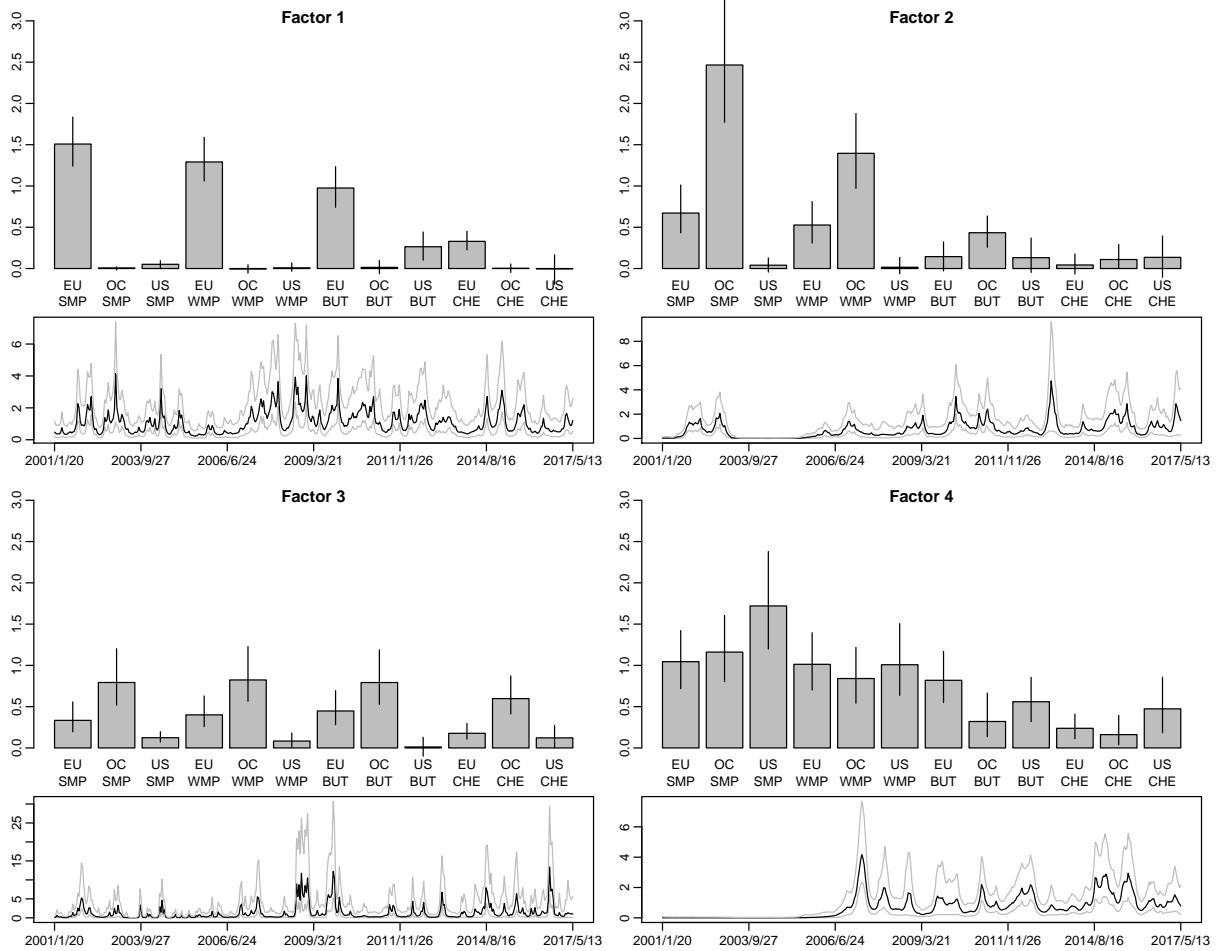 Factor 1
3.0
2.5
2.0
1.5
1.0
0.5
0.0
EU OC US EU OC US EU OC US EU OC US
SMP SMP SMP WMP WMP WMP BUT BUT BUT CHE CHE CHE
6
4
2
0
2001/1/20 2003/9/27 2006/6/24 2009/3/21 2011/11/26 2014/8/16 2017/5/13
Factor 2
3.0
2.5
2.0
1.5
1.0
0.5
0.0
EU OC US EU OC US EU OC US EU OC US
SMP SMP SMP WMP WMP WMP BUT BUT BUT CHE CHE CHE
8
6
4
2
0
2001/1/20 2003/9/27 2006/6/24 2009/3/21 2011/11/26 2014/8/16 2017/5/13
Factor 3
3.0
2.5
2.0
1.5
1.0
0.5
0.0
EU OC US EU OC US EU OC US EU OC US
SMP SMP SMP WMP WMP WMP BUT BUT BUT CHE CHE CHE
25
15
5
0
2001/1/20 2003/9/27 2006/6/24 2009/3/21 2011/11/26 2014/8/16 2017/5/13
Factor 4
3.0
2.5
2.0
1.5
1.0
0.5
0.0
EU OC US EU OC US EU OC US EU OC US
SMP SMP SMP WMP WMP WMP BUT BUT BUT CHE CHE CHE
6
4
2
0
2001/1/20 2003/9/27 2006/6/24 2009/3/21 2011/11/26 2014/8/16 2017/5/13